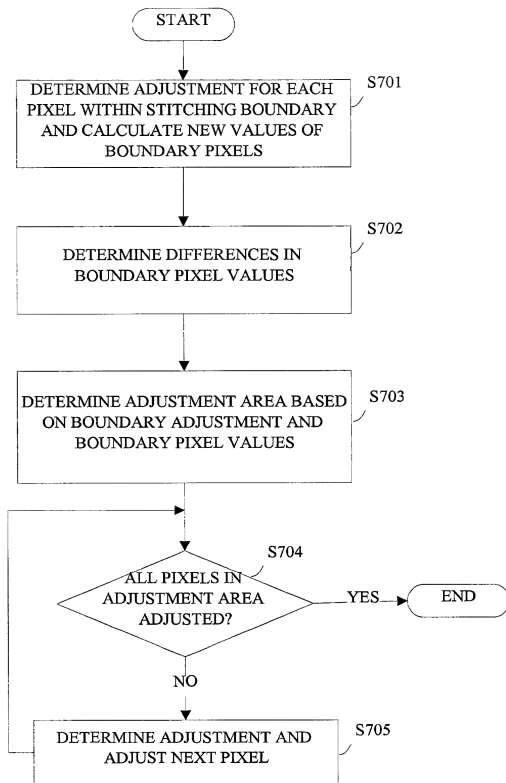 START
S701
DETERMINE ADJUSTMENT FOR EACH
PIXEL WITHIN STITCHING BOUNDARY
AND CALCULATE NEW VALUES OF
BOUNDARY PIXELS
S702
DETERMINE DIFFERENCES IN
BOUNDARY PIXEL VALUES
S703
DETERMINE ADJUSTMENT AREA BASED
ON BOUNDARY ADJUSTMENT AND
BOUNDARY PIXEL VALUES
S704
ALL PIXELS IN
ADJUSTMENT AREA
ADJUSTED?
YES
END
NO
S705
DETERMINE ADJUSTMENT AND
ADJUST NEXT PIXEL